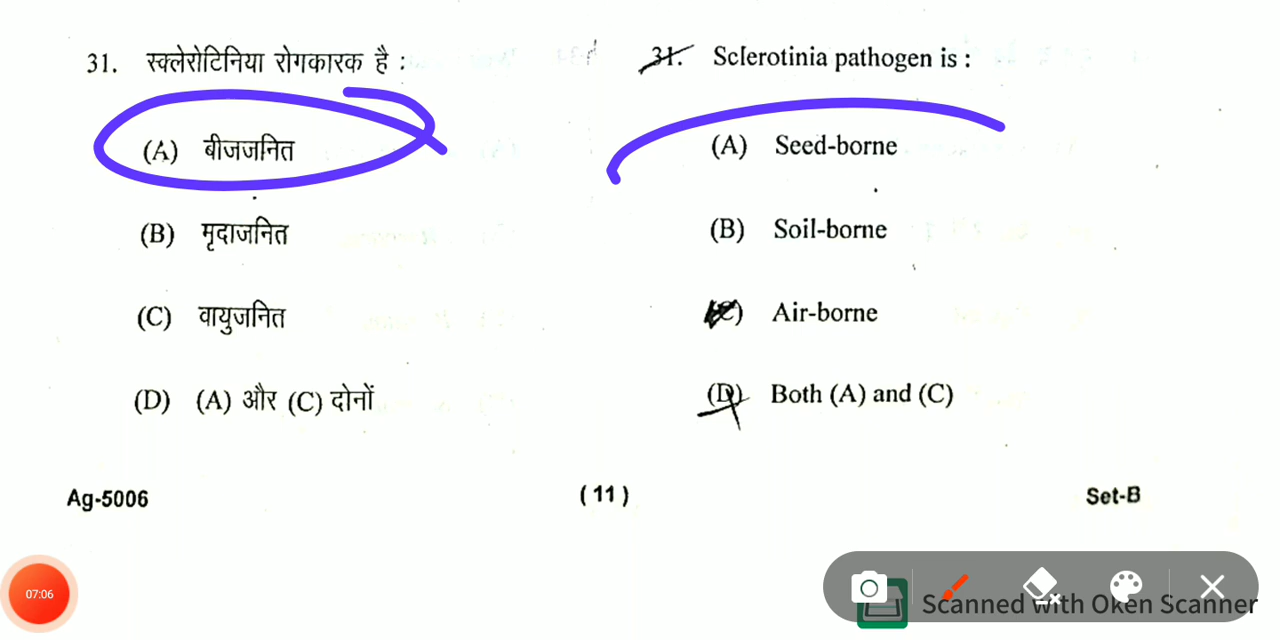 31. स्क्लेरोटिनिया रोगकारक है :
(A) बीजजनित
(B) मृदाजनित
(C) वायुजनित
(D) (A) और (C) दोनों
31. Sclerotinia pathogen is :
(A) Seed-borne
(B) Soil-borne
(C) Air-borne
(D) Both (A) and (C)
Ag-5006
( 11 )
Set-B
07:06
Scanned with Oken Scanner